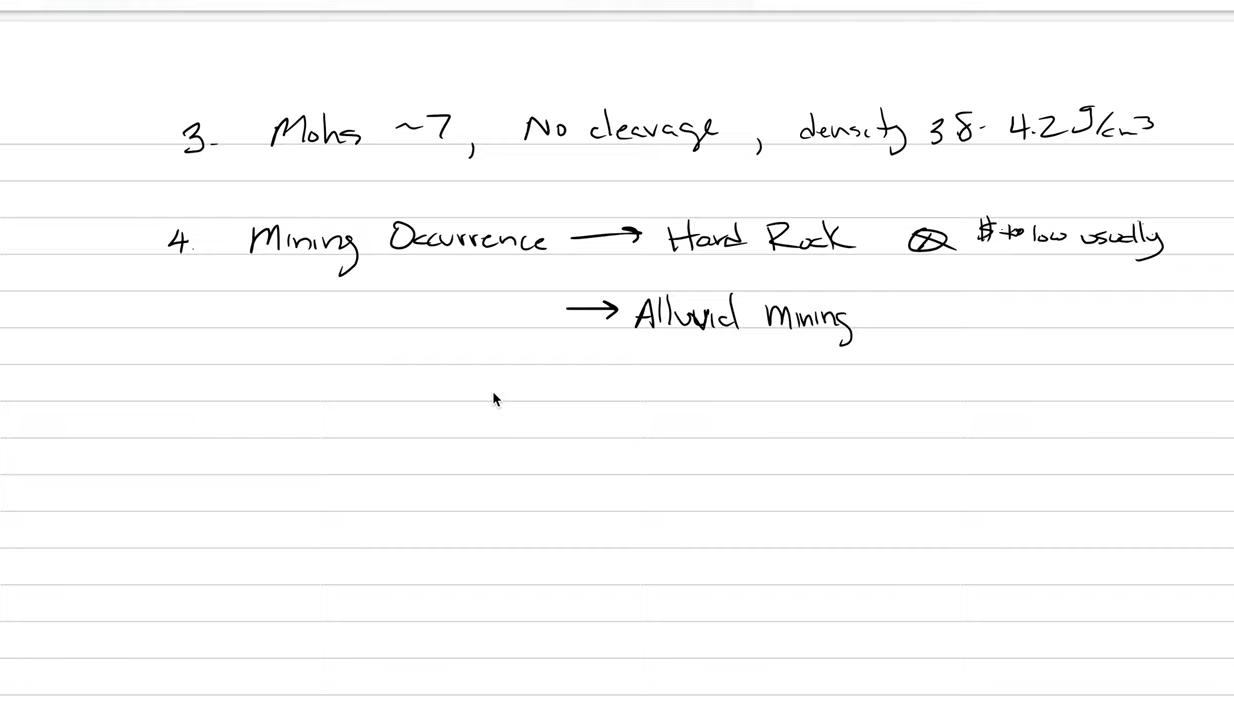 3. Mohs ~7, No cleavage, density 3.8- 4.2 g/cm³
4. Mining Occurrence → Hard Rock ⊗ $ to low usually
→ Alluvial Mining